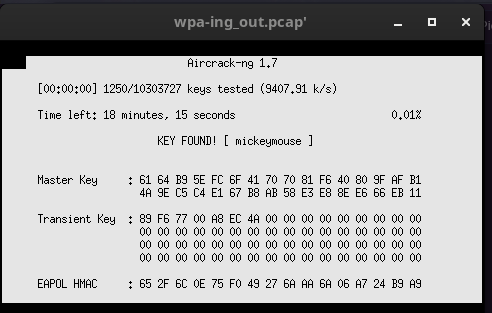 wpa-ing_out.pcap'
Aircrack-ng 1.7
[00:00:00] 1250/10303727 keys tested (9407.91 k/s)
Time left: 18 minutes, 15 seconds 0.01%
KEY FOUND! [ mickeymouse ]
Master Key : 61 64 B9 5E FC 6F 41 70 70 81 F6 40 80 9F AF B1
4A 9E C5 C4 E1 67 B8 AB 58 E3 E8 8E E6 66 EB 11
Transient Key : 89 F6 77 00 A8 EC 4A 00 00 00 00 00 00 00 00 00
00 00 00 00 00 00 00 00 00 00 00 00 00 00 00 00
00 00 00 00 00 00 00 00 00 00 00 00 00 00 00 00
00 00 00 00 00 00 00 00 00 00 00 00 00 00 00 00
EAPOL HMAC : 65 2F 6C 0E 75 F0 49 27 6A AA 6A 06 A7 24 B9 A9